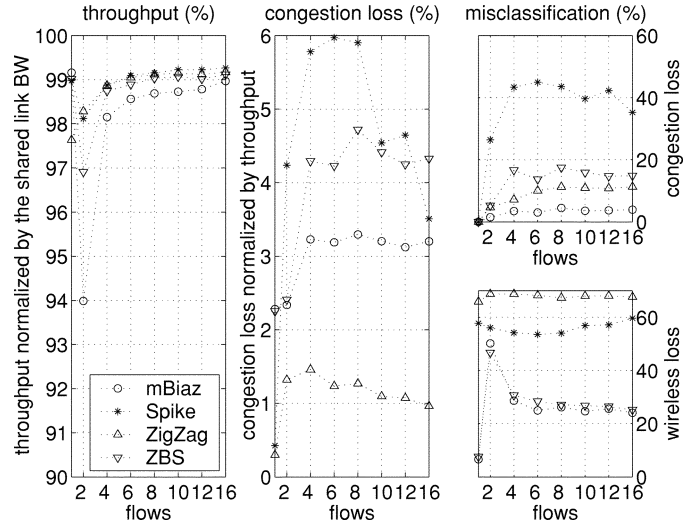 throughput (%)
congestion loss (%)
misclassification (%)
throughput normalized by the shared link BW
100
99
98
97
96
95
94
93
92
91
90
2 4 6 8 10 12 16
flows
mBiaz
Spike
ZigZag
ZBS
congestion loss normalized by throughput
6
5
4
3
2
1
0
2 4 6 8 10 12 16
flows
60
40
20
0
congestion loss
2 4 6 8 10 12 16
flows
60
40
20
0
wireless loss
2 4 6 8 10 12 16
flows